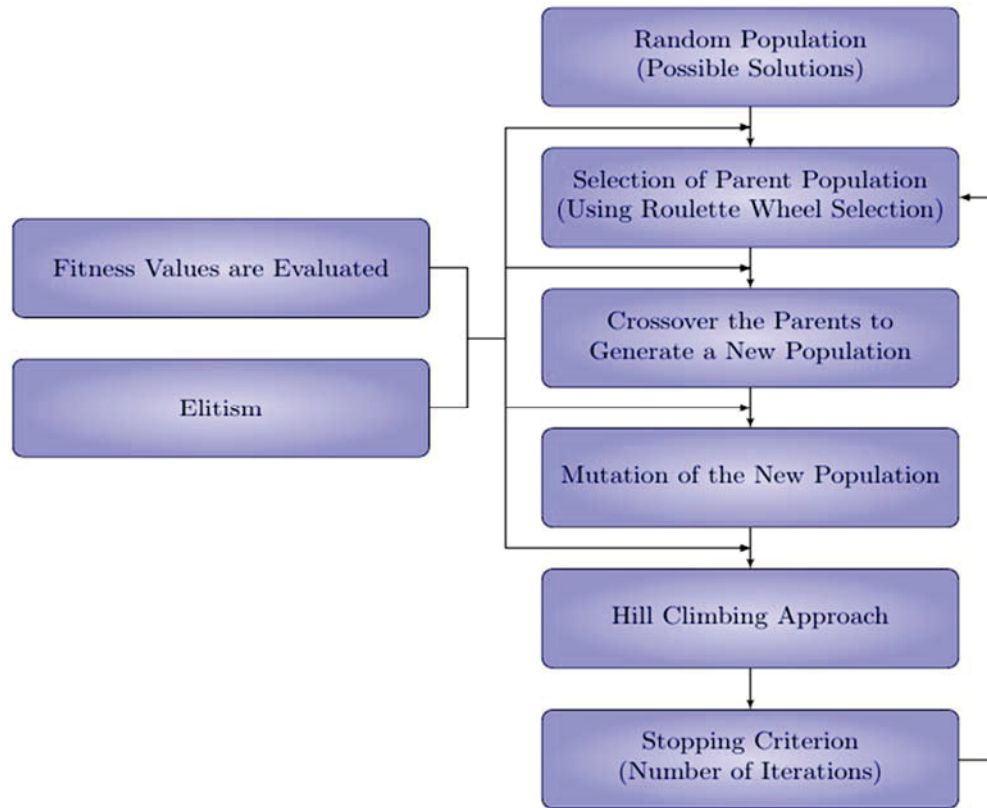 Random Population
(Possible Solutions)
Selection of Parent Population
(Using Roulette Wheel Selection)
Fitness Values are Evaluated
Crossover the Parents to
Generate a New Population
Elitism
Mutation of the New Population
Hill Climbing Approach
Stopping Criterion
(Number of Iterations)